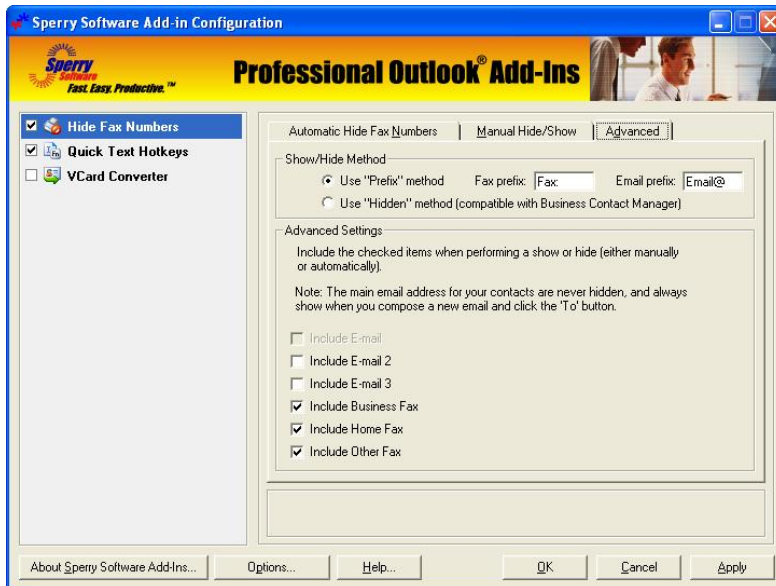 Sperry Software Add-in Configuration
Sperry
Software
Fast. Easy. Productive. ™
Professional Outlook® Add-Ins
Hide Fax Numbers
Quick Text Hotkeys
VCard Converter
Automatic Hide Fax Numbers
Manual Hide/Show
Advanced
Show/Hide Method
Use "Prefix" method
Fax prefix:
Fax:
Email prefix:
Email@
Use "Hidden" method (compatible with Business Contact Manager)
Advanced Settings
Include the checked items when performing a show or hide (either manually
or automatically).
Note: The main email address for your contacts are never hidden, and always
show when you compose a new email and click the 'To' button.
Include E-mail
Include E-mail 2
Include E-mail 3
Include Business Fax
Include Home Fax
Include Other Fax
About Sperry Software Add-Ins...
Options...
Help...
OK
Cancel
Apply